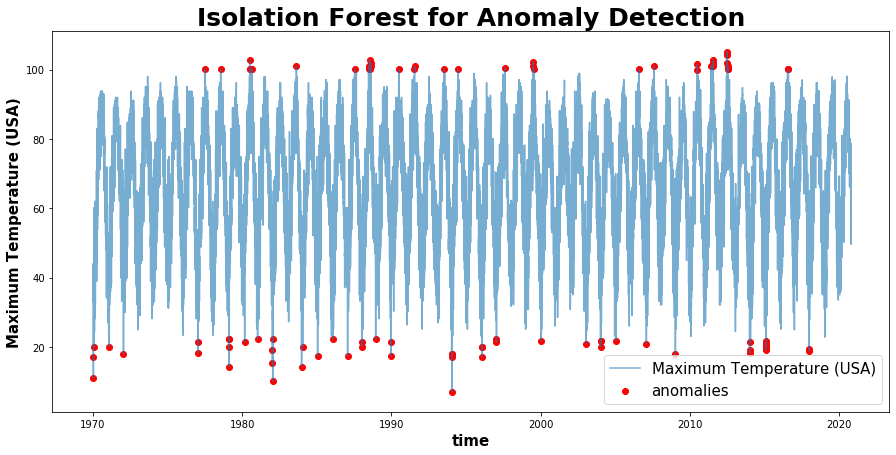 Isolation Forest for Anomaly Detection
Maximum Temperature (USA)
100
80
60
40
20
Maximum Temperature (USA)
anomalies
1970
1980
1990
2000
2010
2020
time